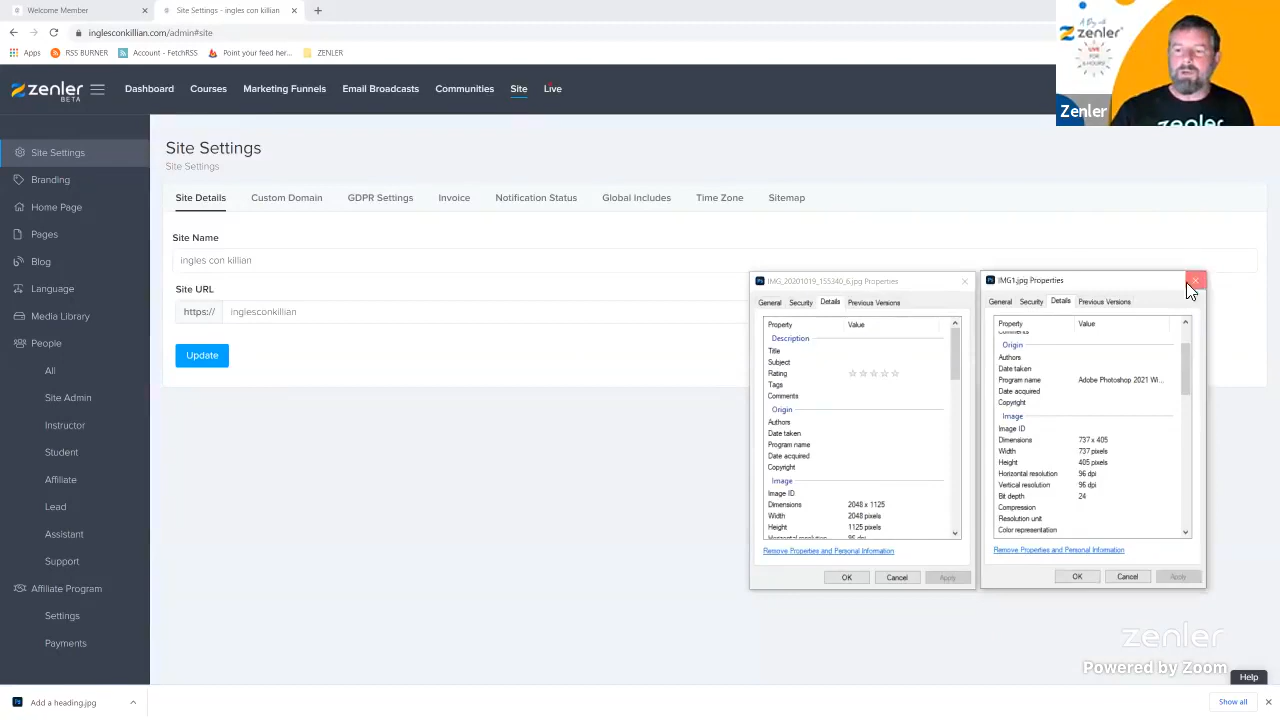 Welcome Member
Site Settings - ingles con killian
inglesconkillian.com/admin#site
Apps
RSS BURNER
Account - FetchRSS
Point your feed her...
ZENLER
zenler
BETA
Dashboard
Courses
Marketing Funnels
Email Broadcasts
Communities
Site
Live
zenler
LIVE
FOR
HOURS!
Zenler
zenler
Site Settings
Branding
Home Page
Pages
Blog
Language
Media Library
People
All
Site Admin
Instructor
Student
Affiliate
Lead
Assistant
Support
Affiliate Program
Settings
Payments
Site Settings
Site Settings
Site Details
Custom Domain
GDPR Settings
Invoice
Notification Status
Global Includes
Time Zone
Sitemap
Site Name
ingles con killian
Site URL
https://
inglesconkillian
Update
IMG_20201019_155340_6.jpg Properties
General
Security
Details
Previous Versions
Property Value
Description
Title
Subject
Rating
Tags
Comments
Origin
Authors
Date taken
Program name
Date acquired
Copyright
Image
Image ID
Dimensions 2048 x 1125
Width 2048 pixels
Height 1125 pixels
Horizontal resolution 96 dpi
Remove Properties and Personal Information
OK
Cancel
Apply
IMG1.jpg Properties
General
Security
Details
Previous Versions
Property Value
Comments
Origin
Authors
Date taken
Program name Adobe Photoshop 2021 Wi...
Date acquired
Copyright
Image
Image ID
Dimensions 737 x 405
Width 737 pixels
Height 405 pixels
Horizontal resolution 96 dpi
Vertical resolution 96 dpi
Bit depth 24
Compression
Resolution unit
Color representation
Remove Properties and Personal Information
OK
Cancel
Apply
zenler
Powered by Zoom
Help
Add a heading.jpg
Show all